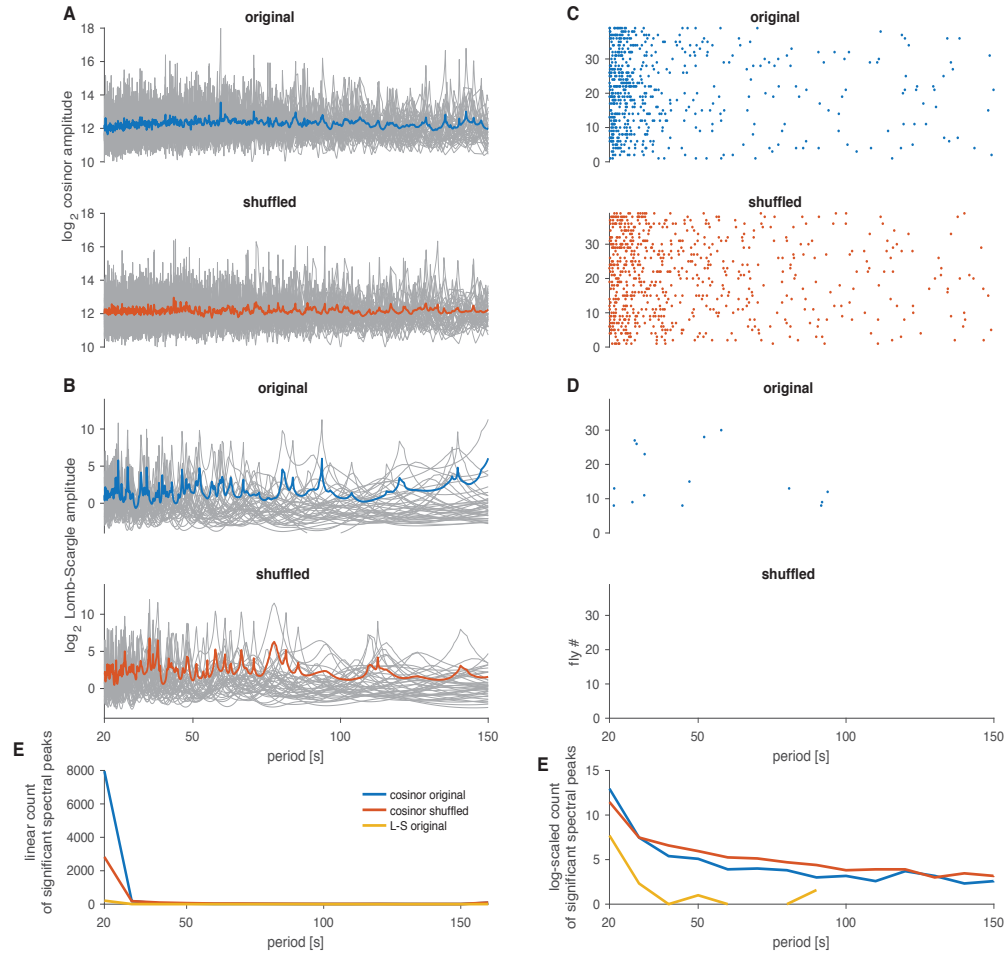 A
original
18
16
14
12
10
log2 cosinor amplitude
shuffled
18
16
14
12
10
C
original
30
20
10
0
shuffled
30
20
10
0
B
original
10
5
0
log2 Lomb-Scargle amplitude
shuffled
10
5
0
20
50
100
150
period [s]
D
original
30
20
10
0
shuffled
fly #
30
20
10
0
20
50
100
150
period [s]
E
linear count
of significant spectral peaks
8000
6000
4000
2000
0
cosinor original
cosinor shuffled
L-S original
20
50
100
150
period [s]
E
log-scaled count
of significant spectral peaks
15
10
5
0
20
50
100
150
period [s]